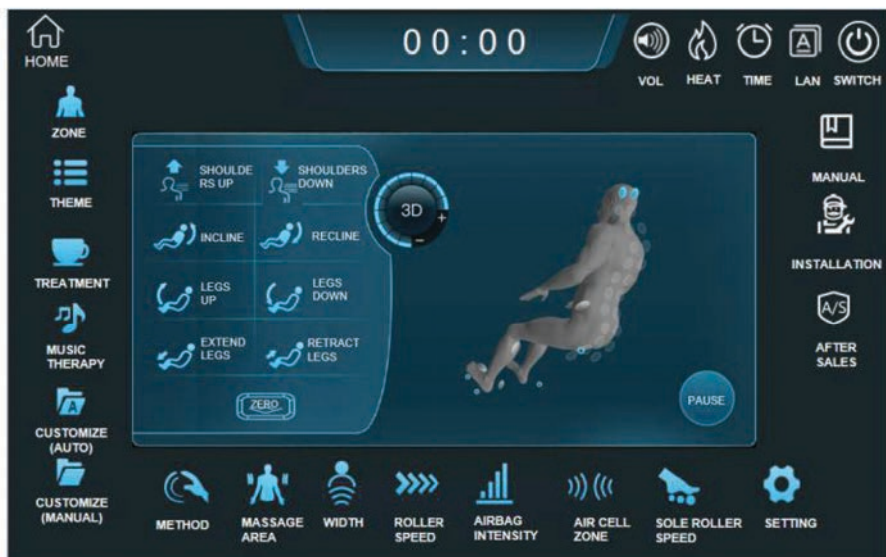 HOME
00:00
VOL
HEAT
TIME
A
LAN
SWITCH
ZONE
THEME
TREATMENT
MUSIC
THERAPY
A
CUSTOMIZE
(AUTO)
CUSTOMIZE
(MANUAL)
SHOULDE
RS UP
SHOULDERS
DOWN
INCLINE
RECLINE
LEGS
UP
LEGS
DOWN
EXTEND
LEGS
RETRACT
LEGS
ZERO
3D
+
-
PAUSE
MANUAL
INSTALLATION
A/S
AFTER
SALES
METHOD
MASSAGE
AREA
WIDTH
ROLLER
SPEED
AIRBAG
INTENSITY
AIR CELL
ZONE
SOLE ROLLER
SPEED
SETTING